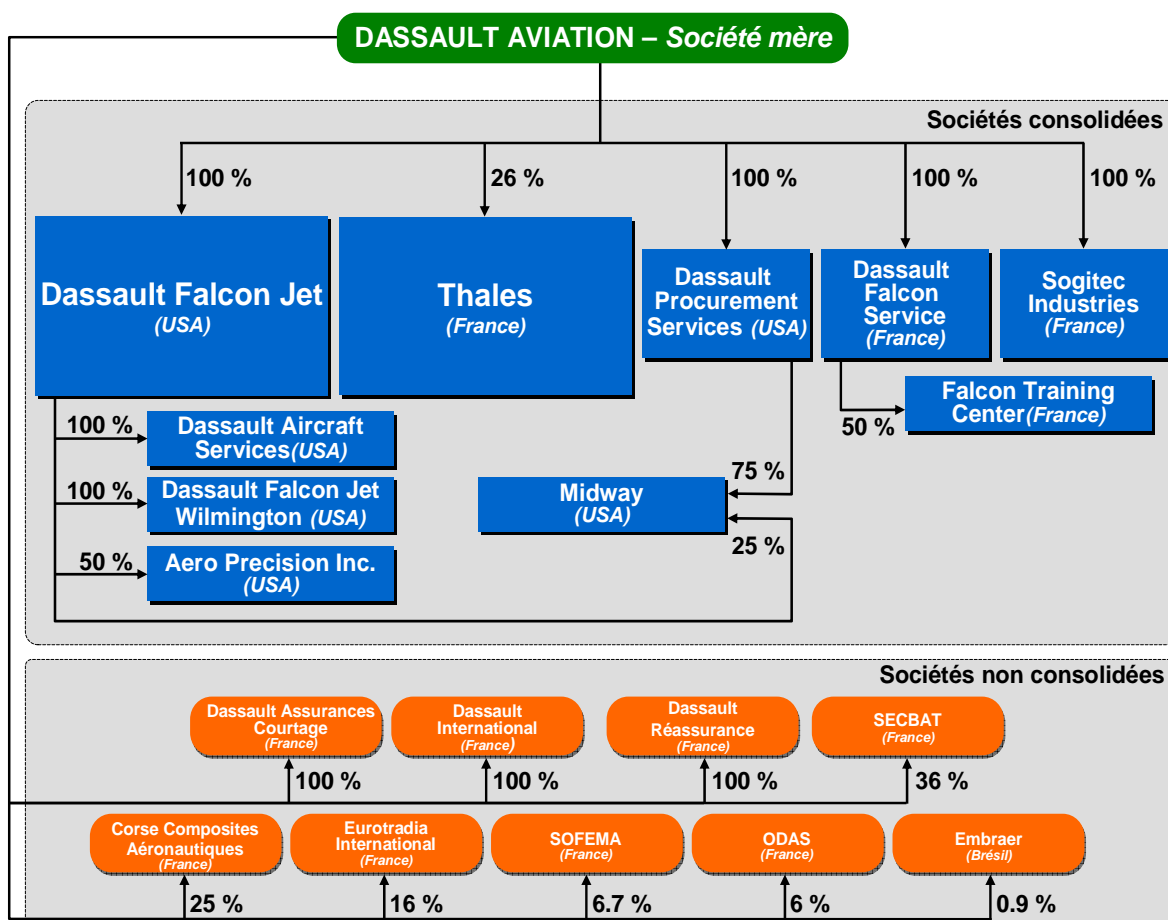 DASSAULT AVIATION – Société mère
Sociétés consolidées
100 %
26 %
100 %
100 %
100 %
Dassault Falcon Jet
(USA)
Thales
(France)
Dassault
Procurement
Services (USA)
Dassault
Falcon
Service
(France)
Sogitec
Industries
(France)
100 %
Dassault Aircraft
Services(USA)
100 %
Dassault Falcon Jet
Wilmington (USA)
50 %
Aero Precision Inc.
(USA)
75 %
Midway
(USA)
25 %
50 %
Falcon Training
Center(France)
Sociétés non consolidées
Dassault Assurances
Courtage
(France)
100 %
Dassault
International
(France)
100 %
Dassault
Réassurance
(France)
100 %
SECBAT
(France)
36 %
Corse Composites
Aéronautiques
(France)
25 %
Eurotradia
International
(France)
16 %
SOFEMA
(France)
6.7 %
ODAS
(France)
6 %
Embraer
(Brésil)
0.9 %